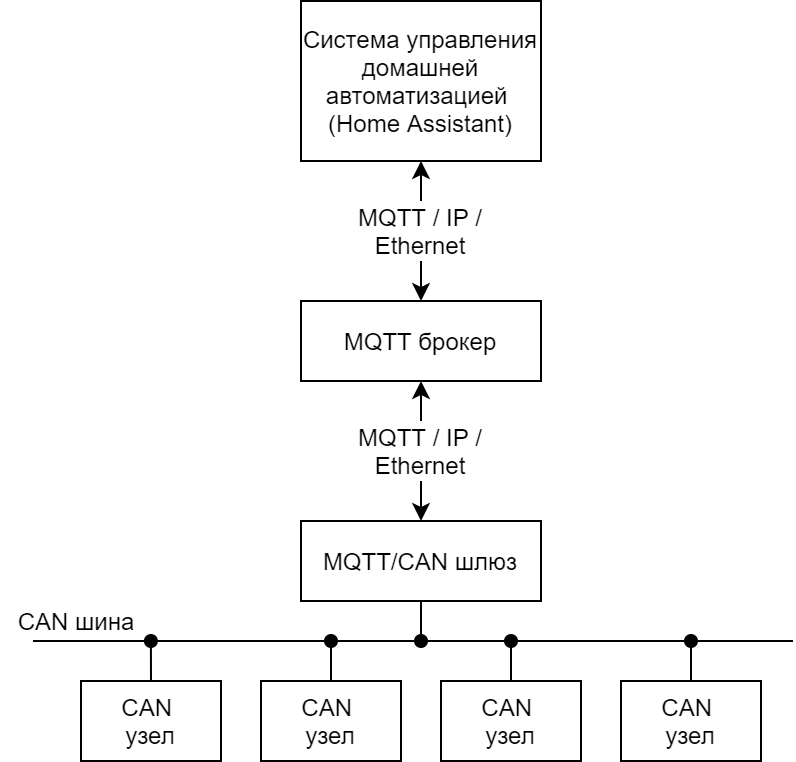 Система управления
домашней
автоматизацией
(Home Assistant)
MQTT / IP /
Ethernet
MQTT брокер
MQTT / IP /
Ethernet
MQTT/CAN шлюз
CAN шина
CAN
узел
CAN
узел
CAN
узел
CAN
узел